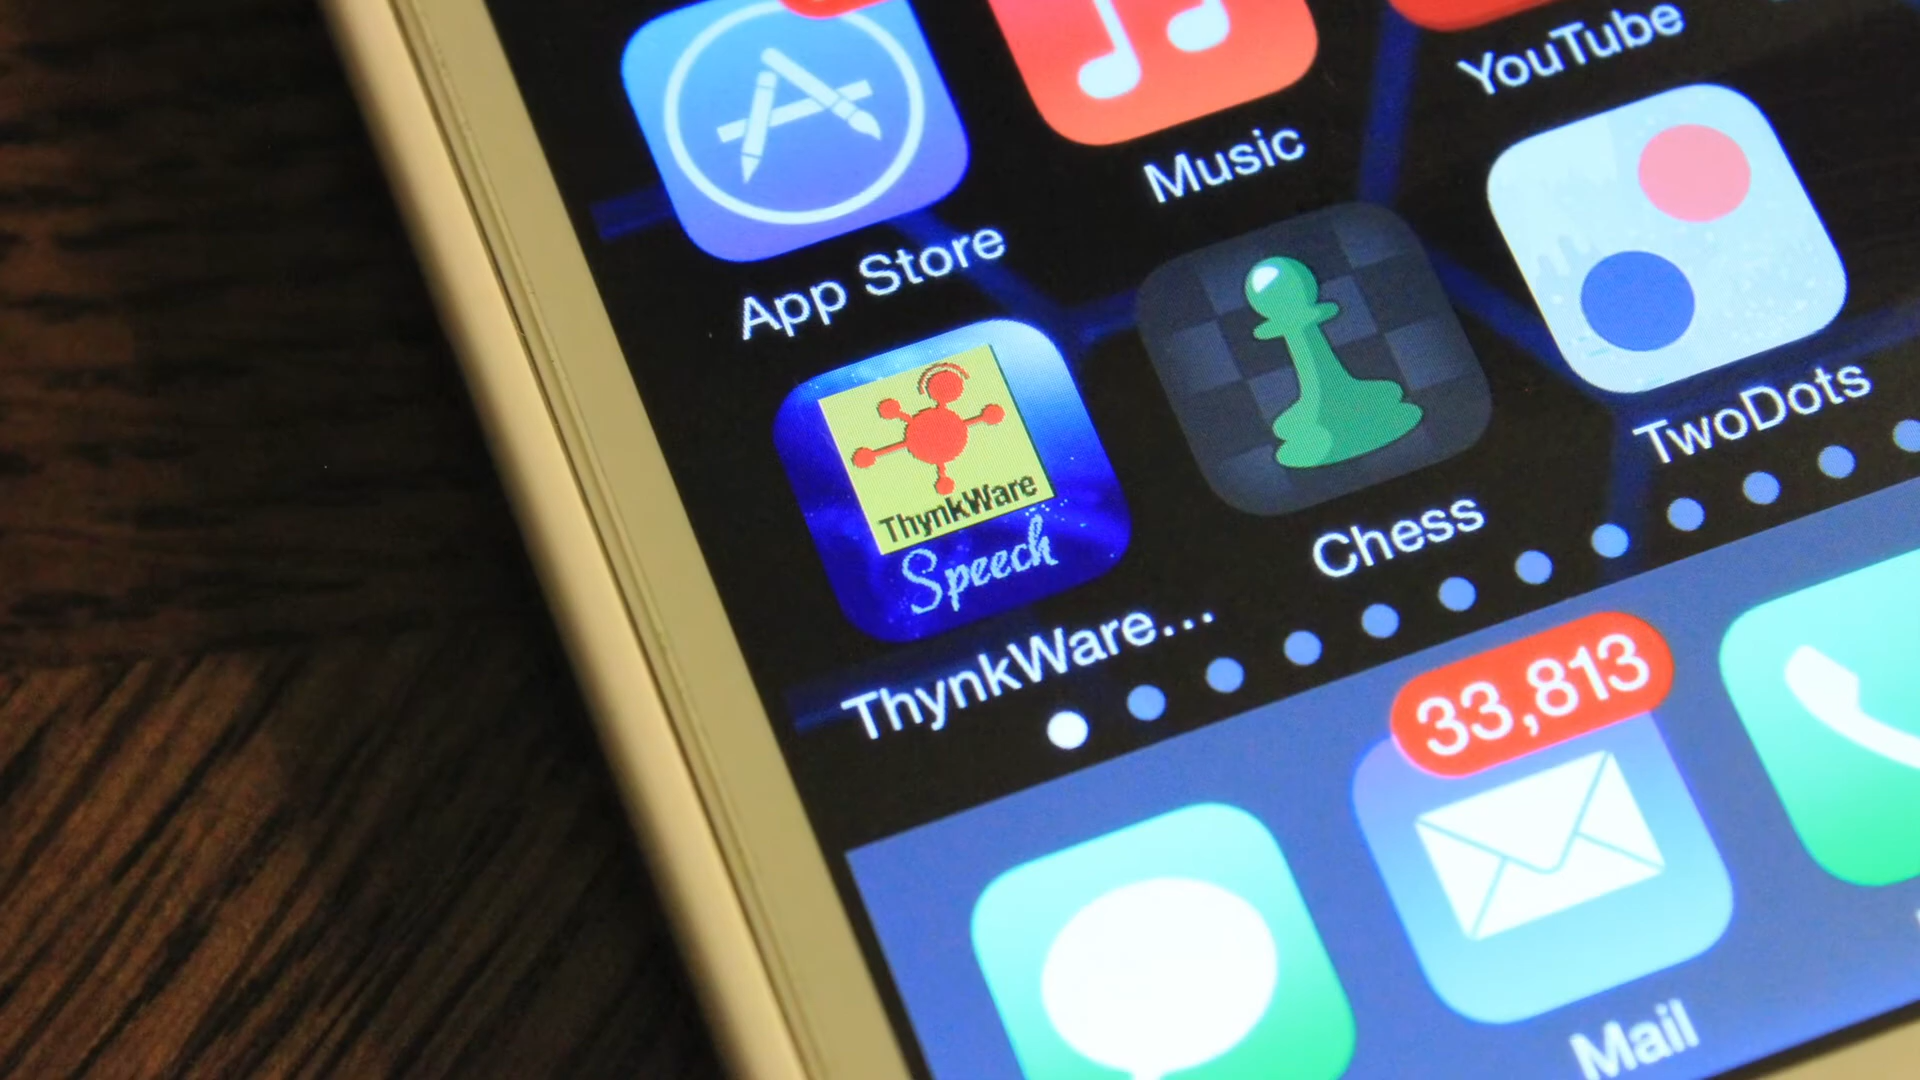 YouTube
Music
App Store
TwoDots
Chess
ThynkWare
Speech
ThynkWare...
33,813
Mail